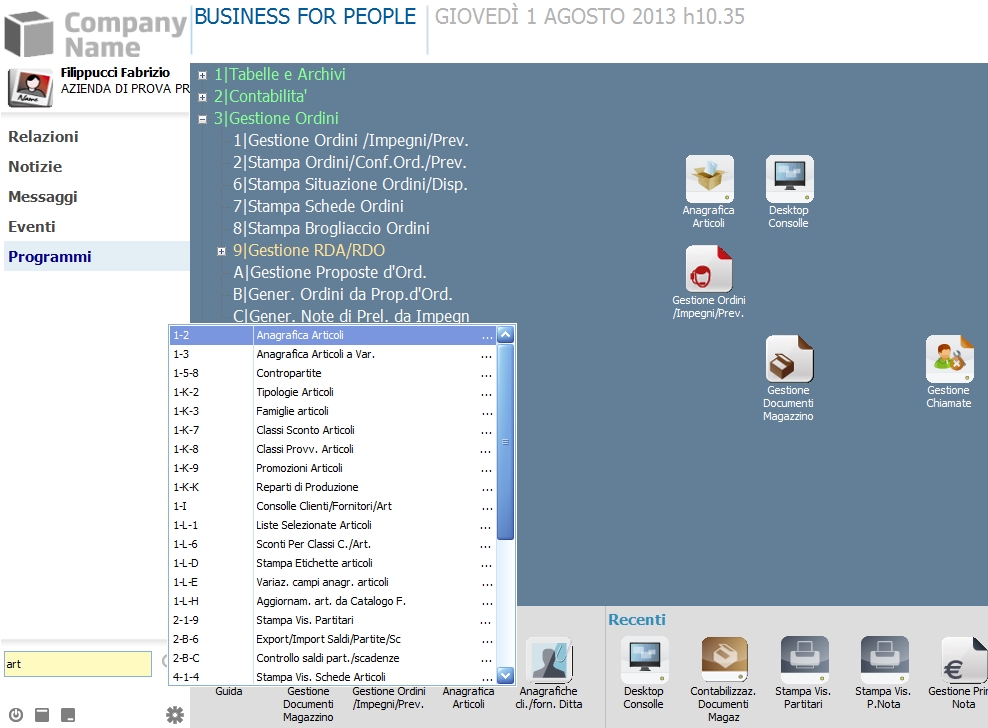 Company
Name
BUSINESS FOR PEOPLE
GIOVEDÌ 1 AGOSTO 2013 h10.35
Name
Filippucci Fabrizio
AZIENDA DI PROVA PR
Relazioni
Notizie
Messaggi
Eventi
Programmi
1|Tabelle e Archivi
2|Contabilita'
3|Gestione Ordini
1|Gestione Ordini /Impegni/Prev.
2|Stampa Ordini/Conf.Ord./Prev.
6|Stampa Situazione Ordini/Disp.
7|Stampa Schede Ordini
8|Stampa Brogliaccio Ordini
9|Gestione RDA/RDO
A|Gestione Proposte d'Ord.
B|Gener. Ordini da Prop.d'Ord.
C|Gener. Note di Prel. da Impegn
Anagrafica
Articoli
Desktop
Consolle
Gestione Ordini
/Impegni/Prev.
Gestione
Documenti
Magazzino
Gestione
Chiamate
1-2 Anagrafica Articoli ...
1-3 Anagrafica Articoli a Var. ...
1-5-8 Contropartite ...
1-K-2 Tipologie Articoli ...
1-K-3 Famiglie articoli ...
1-K-7 Classi Sconto Articoli ...
1-K-8 Classi Provv. Articoli ...
1-K-9 Promozioni Articoli ...
1-K-K Reparti di Produzione ...
1-I Consolle Clienti/Fornitori/Art ...
1-L-1 Liste Selezionate Articoli ...
1-L-6 Sconti Per Classi C./Art. ...
1-L-D Stampa Etichette articoli ...
1-L-E Variaz. campi anagr. articoli ...
1-L-H Aggiornam. art. da Catalogo F. ...
2-1-9 Stampa Vis. Partitari ...
2-B-6 Export/Import Saldi/Partite/Sc ...
2-B-C Controllo saldi part./scadenze ...
4-1-4 Stampa Vis. Schede Articoli ...
art
Guida
Gestione
Documenti
Magazzino
Gestione Ordini
/Impegni/Prev.
Anagrafica
Articoli
Anagrafiche
cli./forn. Ditta
Recenti
Desktop
Consolle
Contabilizzaz.
Documenti
Magaz
Stampa Vis.
Partitari
Stampa Vis.
P.Nota
€
Gestione Pri
Nota